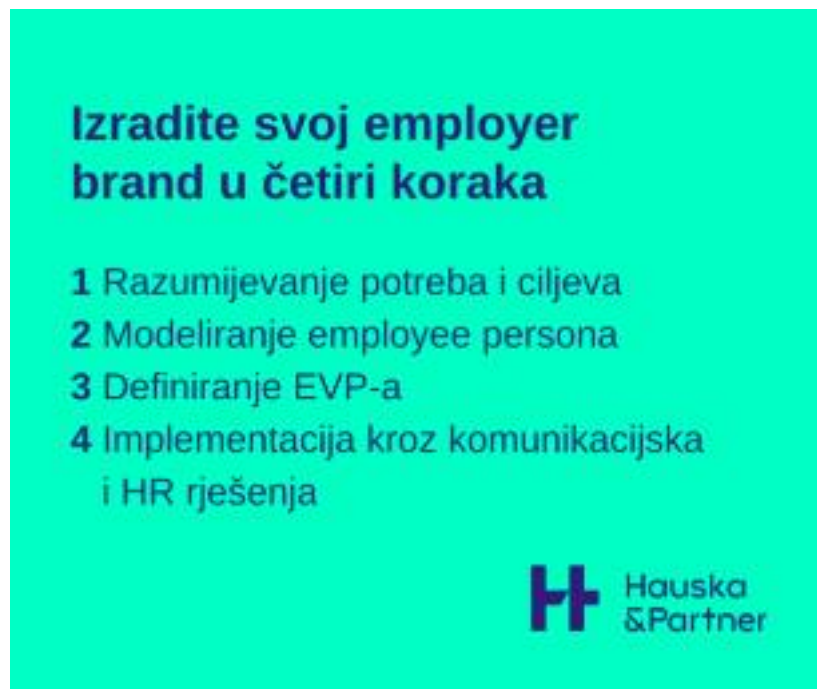 Izradite svoj employer
brand u četiri koraka
1 Razumijevanje potreba i ciljeva
2 Modeliranje employee persona
3 Definiranje EVP-a
4 Implementacija kroz komunikacijska
i HR rješenja
Hauska
&Partner